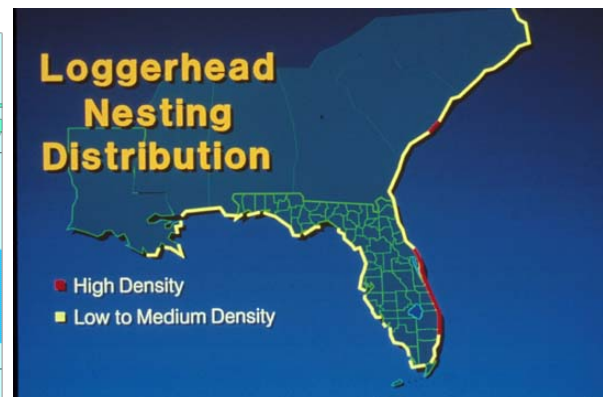 Loggerhead
Nesting
Distribution
High Density
Low to Medium Density